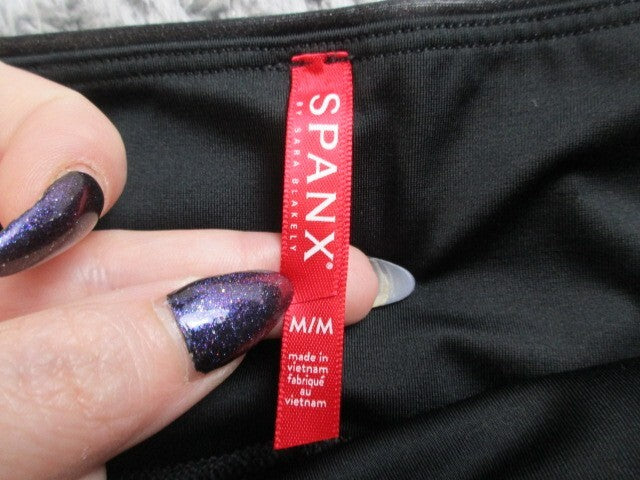 SPANX®
BY SARA BLAKELY
M/M
made in
vietnam
fabriqué
au
vietnam